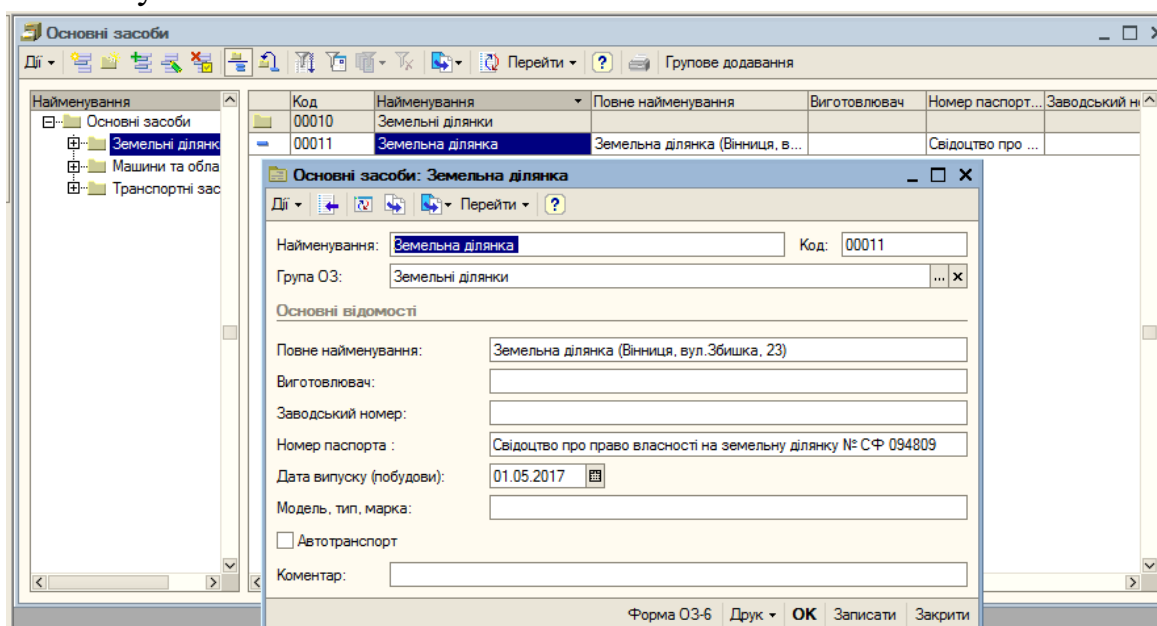 Основні засоби
Дії Перейти ? Групове додавання
Найменування Код Найменування Повне найменування Виготовлювач Номер паспорт... Заводський н
Основні засоби 00010 Земельні ділянки
Земельні ділянк 00011 Земельна ділянка Земельна ділянка (Вінниця, в... Свідоцтво про ...
Машини та обла
Транспортні зас
Основні засоби: Земельна ділянка
Дії Перейти ?
Найменування: Земельна ділянка Код: 00011
Група ОЗ: Земельні ділянки ... x
Основні відомості
Повне найменування: Земельна ділянка (Вінниця, вул.Збишка, 23)
Виготовлювач:
Заводський номер:
Номер паспорта : Свідоцтво про право власності на земельну ділянку № СФ 094809
Дата випуску (побудови): 01.05.2017
Модель, тип, марка:
Автотранспорт
Коментар:
Форма ОЗ-6 Друк OK Записати Закрити